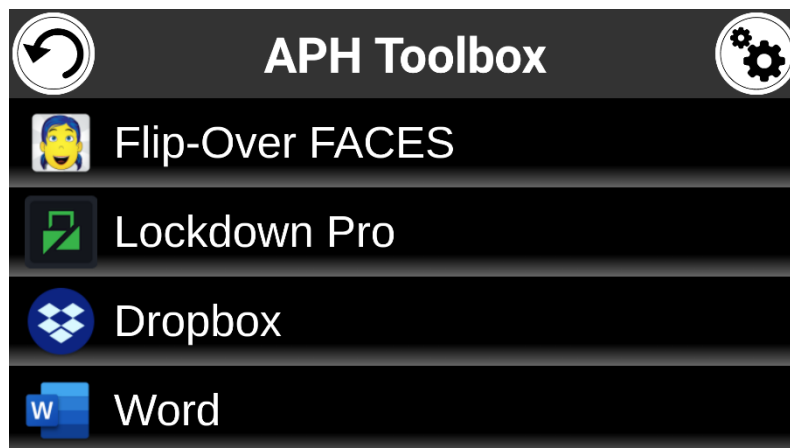 APH Toolbox
Flip-Over FACES
Lockdown Pro
Dropbox
W Word